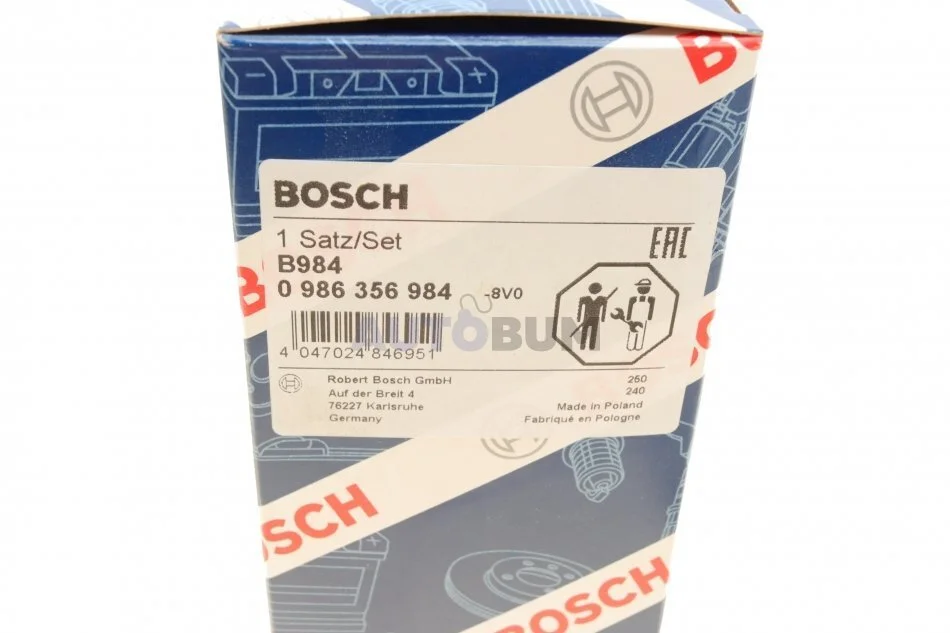 BOSCH
BOSCH
1 Satz/Set
B984
0 986 356 984 -8V0
EAC
AUTOBUM
4 047024 846951
Robert Bosch GmbH
Auf der Breit 4
76227 Karlsruhe
Germany
250
240
Made in Poland
Fabriqué en Pologne
BOSCH
BOSCH